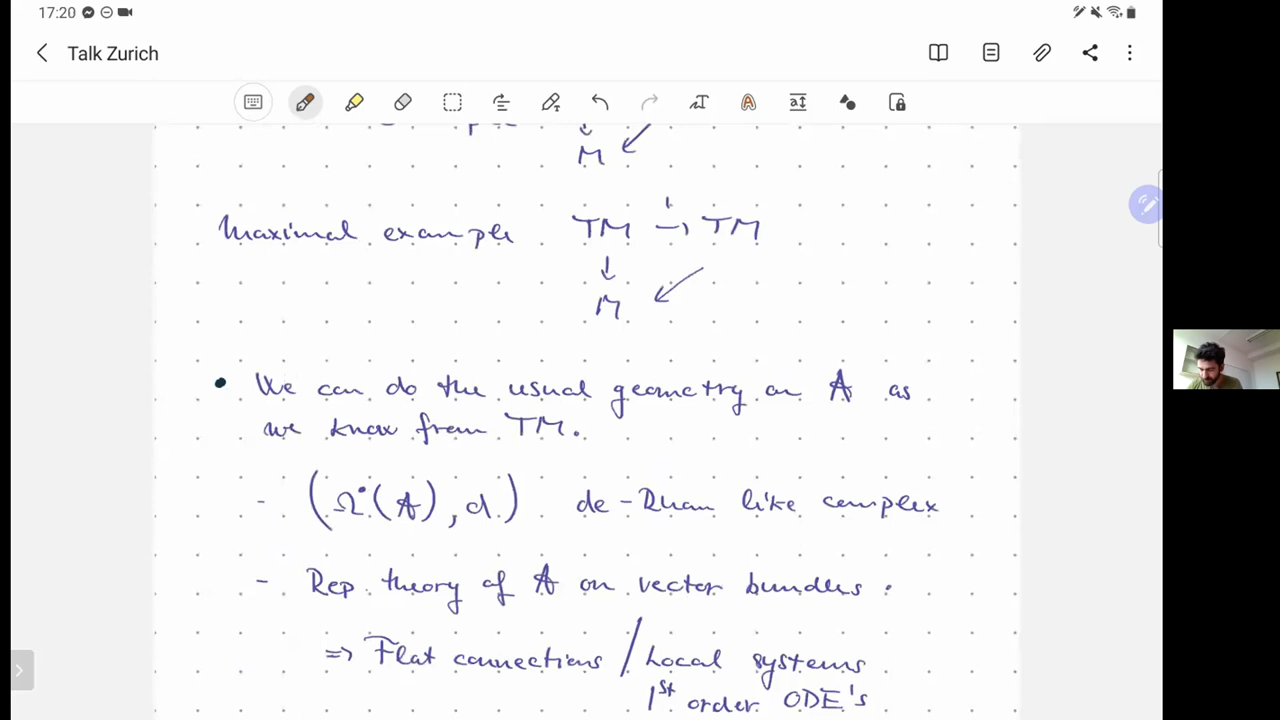 17:20
Talk Zurich
M
Maximal example TM → TM
↓
M
• We can do the usual geometry on A as
we know from TM.
- (Ω•(A), d) de-Rham like complex
- Rep. theory of A on vector bundles.
⇒ Flat connections / Local systems
1st order ODE's